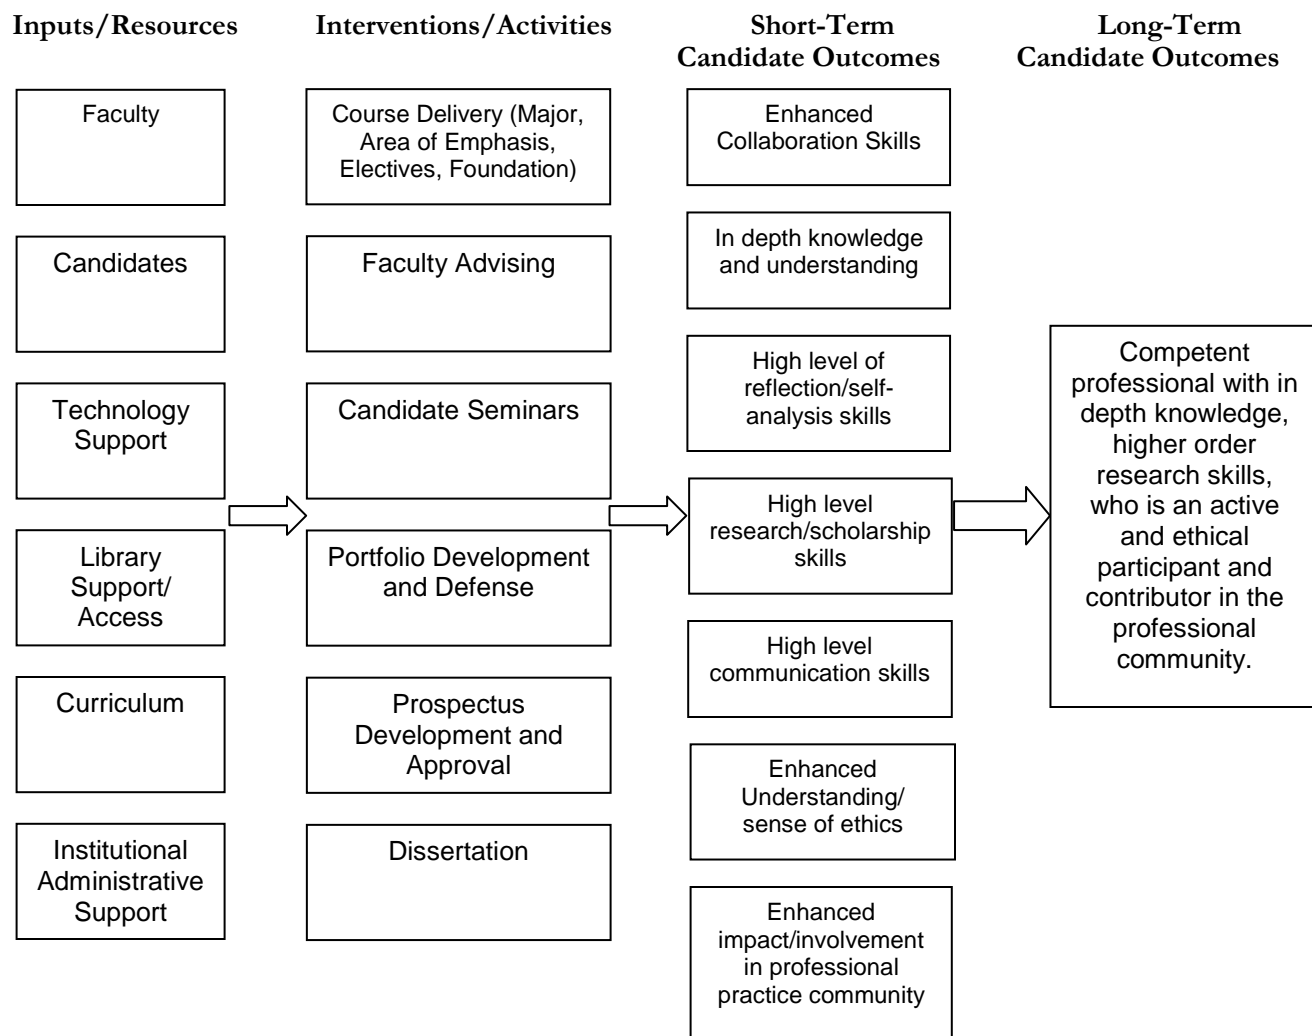 Inputs/Resources
Interventions/Activities
Short-Term
Candidate Outcomes
Long-Term
Candidate Outcomes
Faculty
Candidates
Technology
Support
Library
Support/
Access
Curriculum
Institutional
Administrative
Support
Course Delivery (Major,
Area of Emphasis,
Electives, Foundation)
Faculty Advising
Candidate Seminars
Portfolio Development
and Defense
Prospectus
Development and
Approval
Dissertation
Enhanced
Collaboration Skills
In depth knowledge
and understanding
High level of
reflection/self-
analysis skills
High level
research/scholarship
skills
High level
communication skills
Enhanced
Understanding/
sense of ethics
Enhanced
impact/involvement
in professional
practice community
Competent
professional with in
depth knowledge,
higher order
research skills,
who is an active
and ethical
participant and
contributor in the
professional
community.